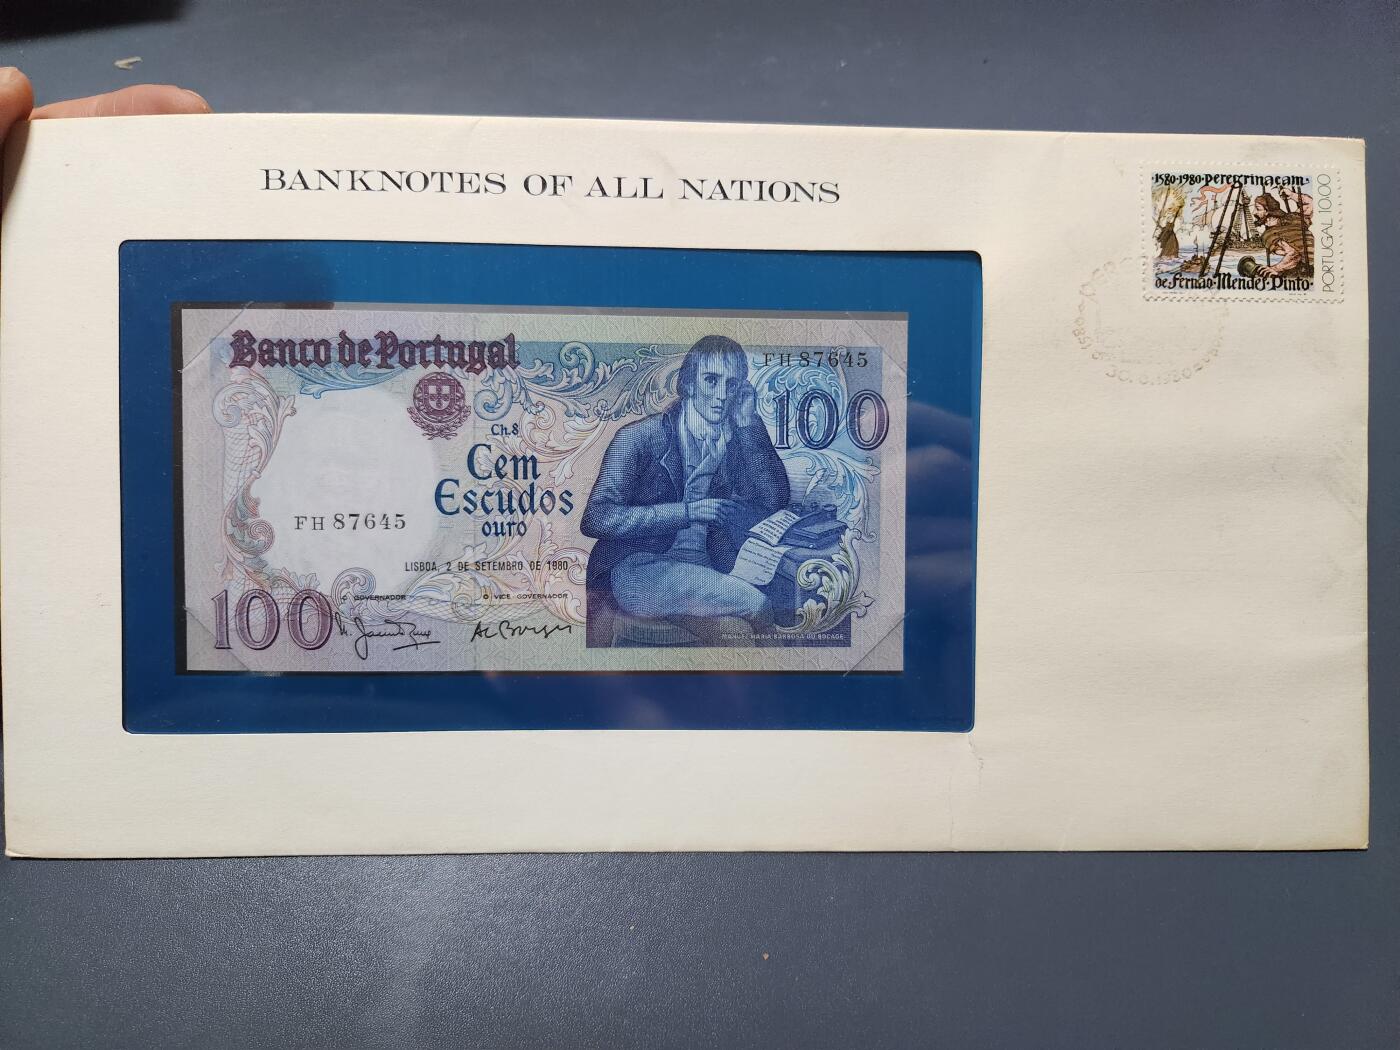 BANKNOTES OF ALL NATIONS
·1580·1980·peregrinaçam·
de Fernão·Mendes·Pinto·
PORTUGAL 10.00
1980
Banco de Portugal
FH 87645
100
Ch. 8
Cem
Escudos
ouro
FH 87645
LISBOA, 2 DE SETEMBRO DE 1980
O GOVERNADOR
O VICE-GOVERNADOR
100
MANUEL MARIA BARBOSA DU BOCAGE